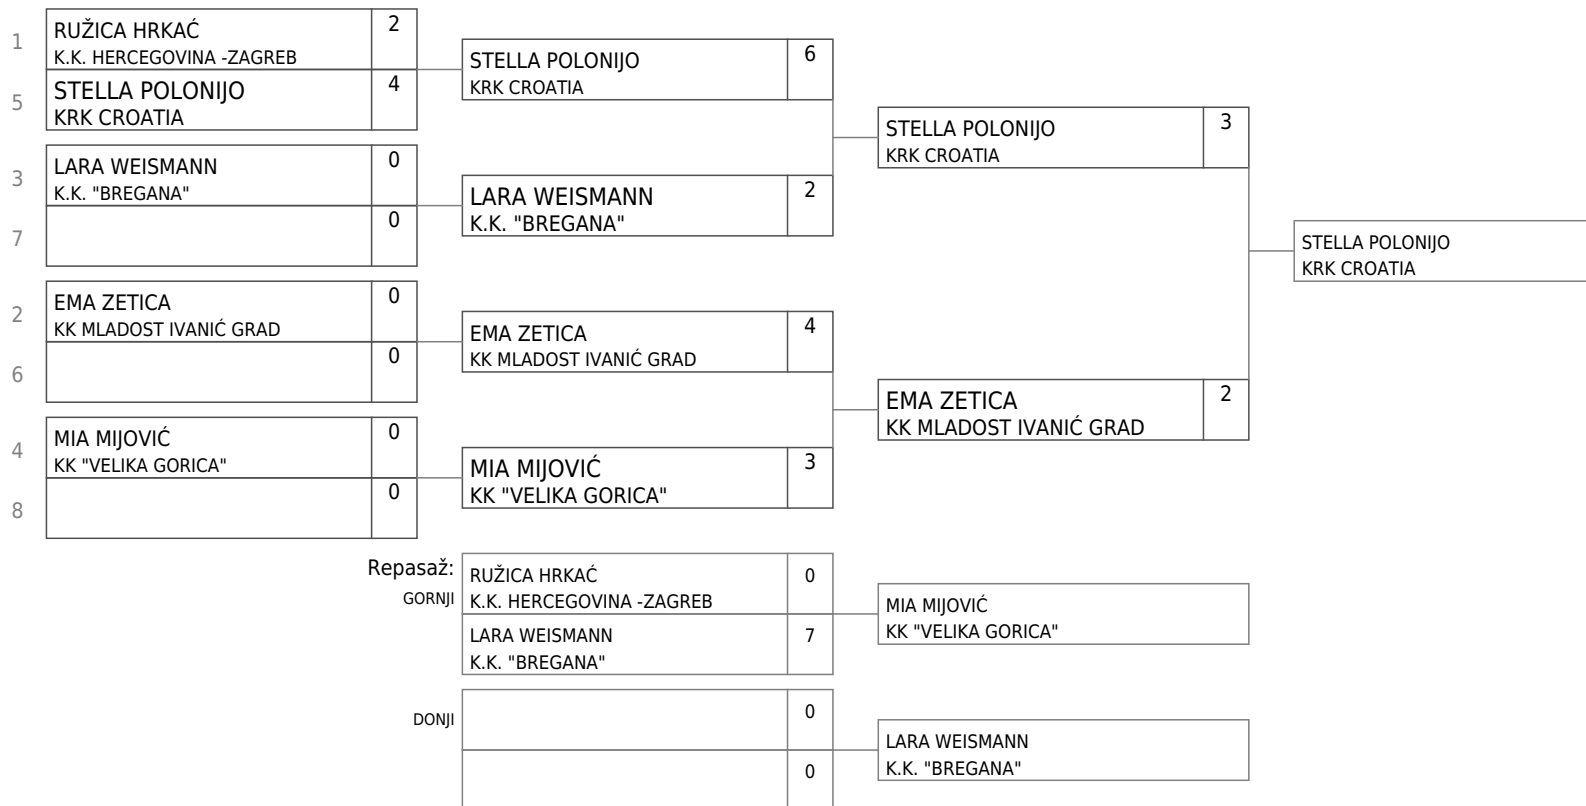 1
RUŽICA HRKAĆ
K.K. HERCEGOVINA -ZAGREB
2
5
STELLA POLONIJO
KRK CROATIA
4
3
LARA WEISMANN
K.K. "BREGANA"
0
7
0
2
EMA ZETICA
KK MLADOST IVANIĆ GRAD
0
6
0
4
MIA MIJOVIĆ
KK "VELIKA GORICA"
0
8
0
STELLA POLONIJO
KRK CROATIA
6
LARA WEISMANN
K.K. "BREGANA"
2
EMA ZETICA
KK MLADOST IVANIĆ GRAD
4
MIA MIJOVIĆ
KK "VELIKA GORICA"
3
STELLA POLONIJO
KRK CROATIA
3
EMA ZETICA
KK MLADOST IVANIĆ GRAD
2
STELLA POLONIJO
KRK CROATIA
Repasaž:
GORNJI
RUŽICA HRKAĆ
K.K. HERCEGOVINA -ZAGREB
0
LARA WEISMANN
K.K. "BREGANA"
7
MIA MIJOVIĆ
KK "VELIKA GORICA"
DONJI
0
0
LARA WEISMANN
K.K. "BREGANA"